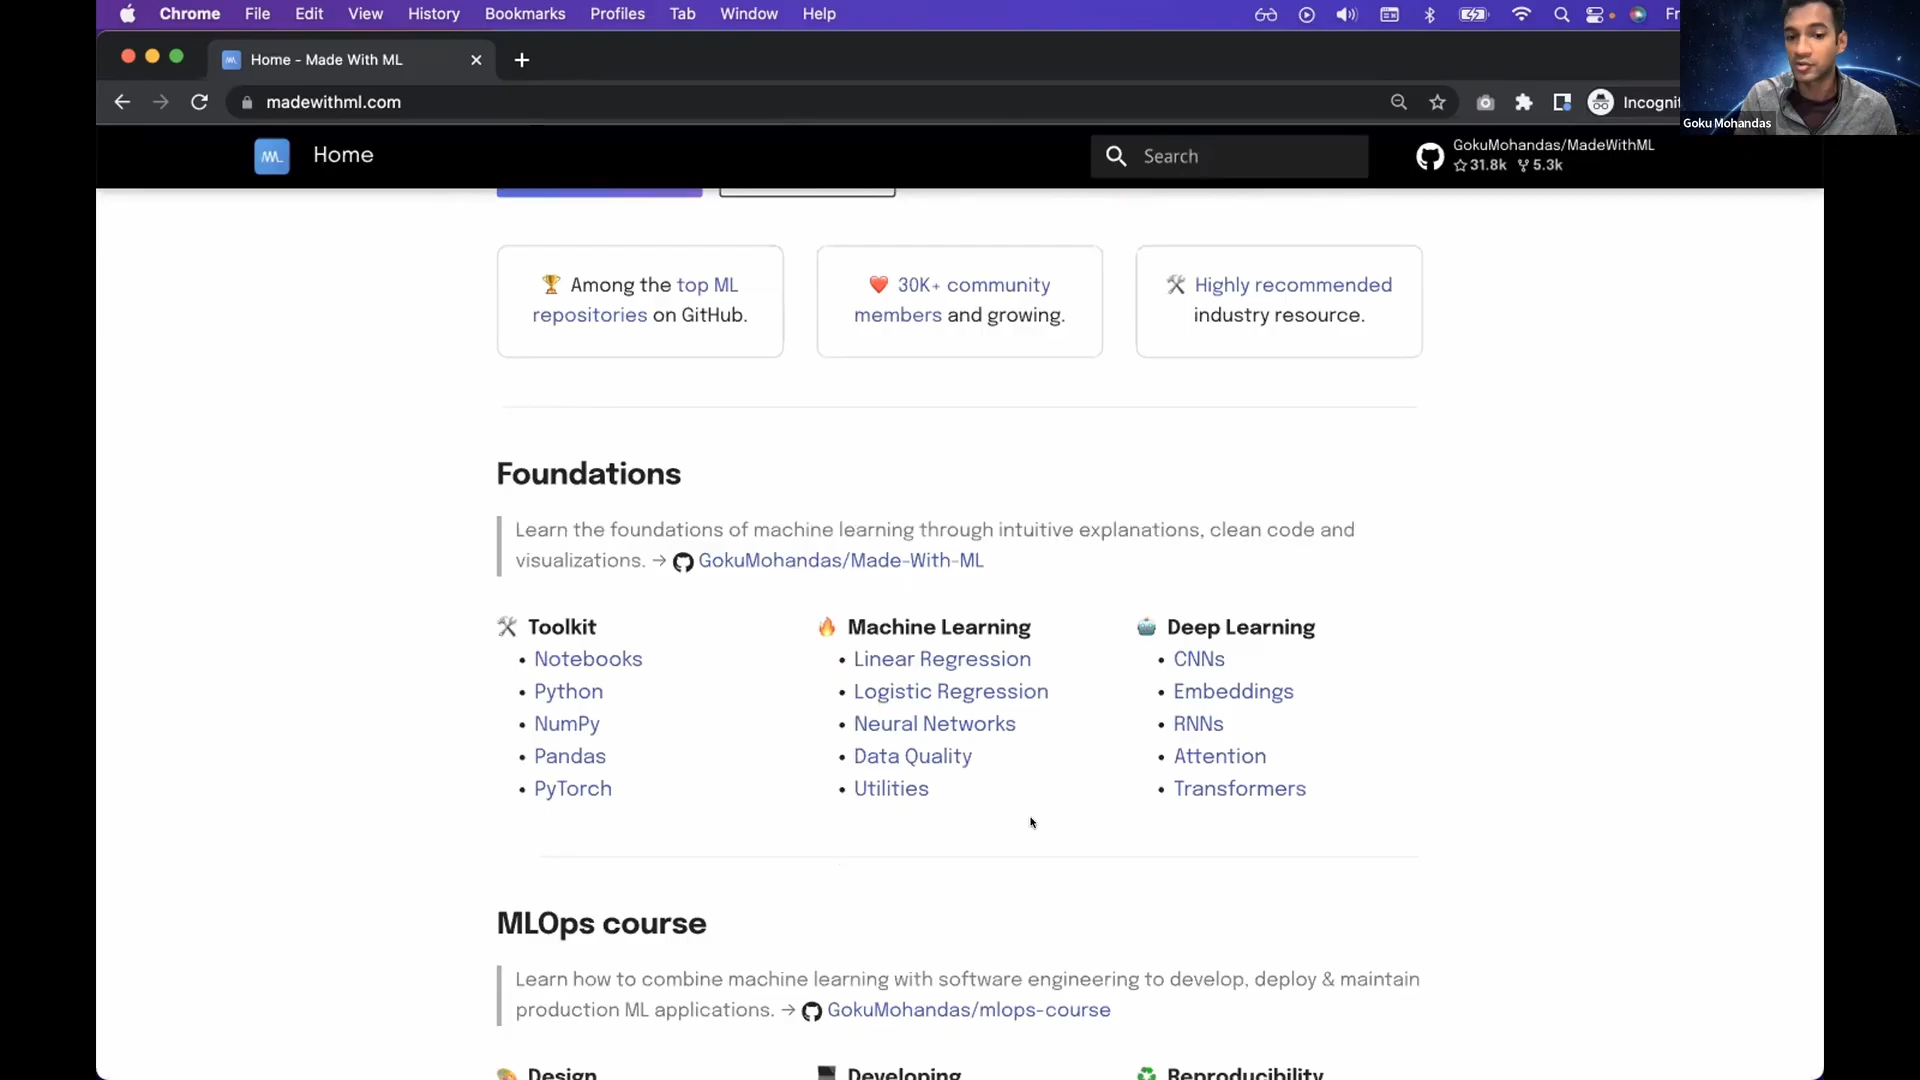 Chrome File Edit View History Bookmarks Profiles Tab Window Help Fr
Home - Made With ML
madewithml.com
Incognit
Goku Mohandas
Home
Search
GokuMohandas/MadeWithML
31.8k 5.3k
Among the top ML
repositories on GitHub.
30K+ community
members and growing.
Highly recommended
industry resource.
Foundations
Learn the foundations of machine learning through intuitive explanations, clean code and
visualizations. → GokuMohandas/Made-With-ML
Toolkit
• Notebooks
• Python
• NumPy
• Pandas
• PyTorch
Machine Learning
• Linear Regression
• Logistic Regression
• Neural Networks
• Data Quality
• Utilities
Deep Learning
• CNNs
• Embeddings
• RNNs
• Attention
• Transformers
MLOps course
Learn how to combine machine learning with software engineering to develop, deploy & maintain
production ML applications. → GokuMohandas/mlops-course
Design
Developing
Reproducibility